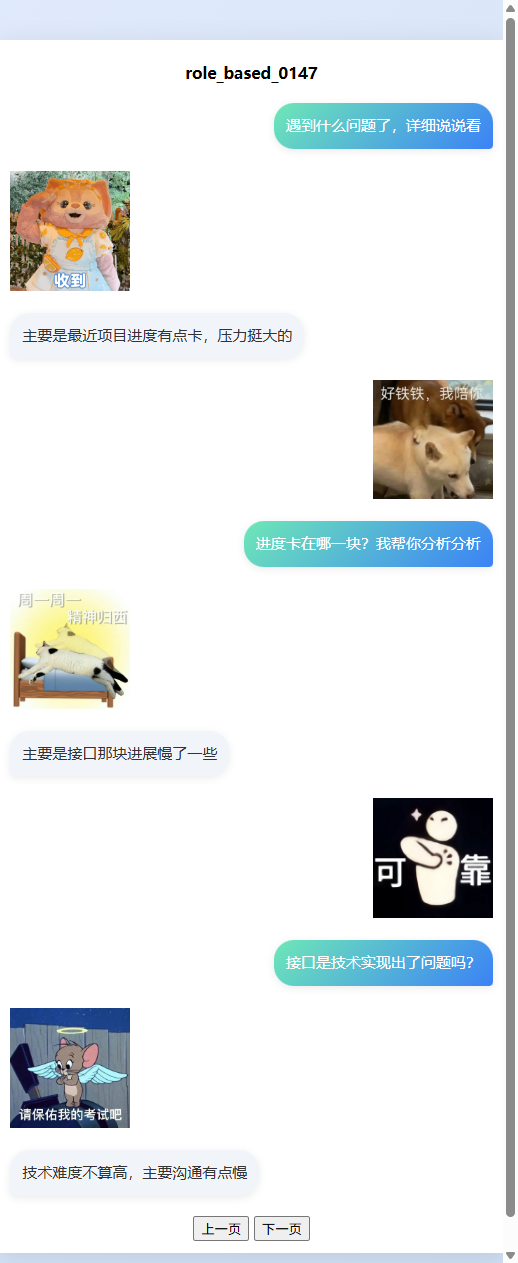 role_based_0147
遇到什么问题了，详细说说看
收到
主要是最近项目进度有点卡，压力挺大的
好铁铁，我陪你
进度卡在哪一块？我帮你分析分析
周一周一
精神归西
主要是接口那块进展慢了一些
可靠
接口是技术实现出了问题吗？
请保佑我的考试吧
技术难度不算高，主要沟通有点慢
上一页 下一页